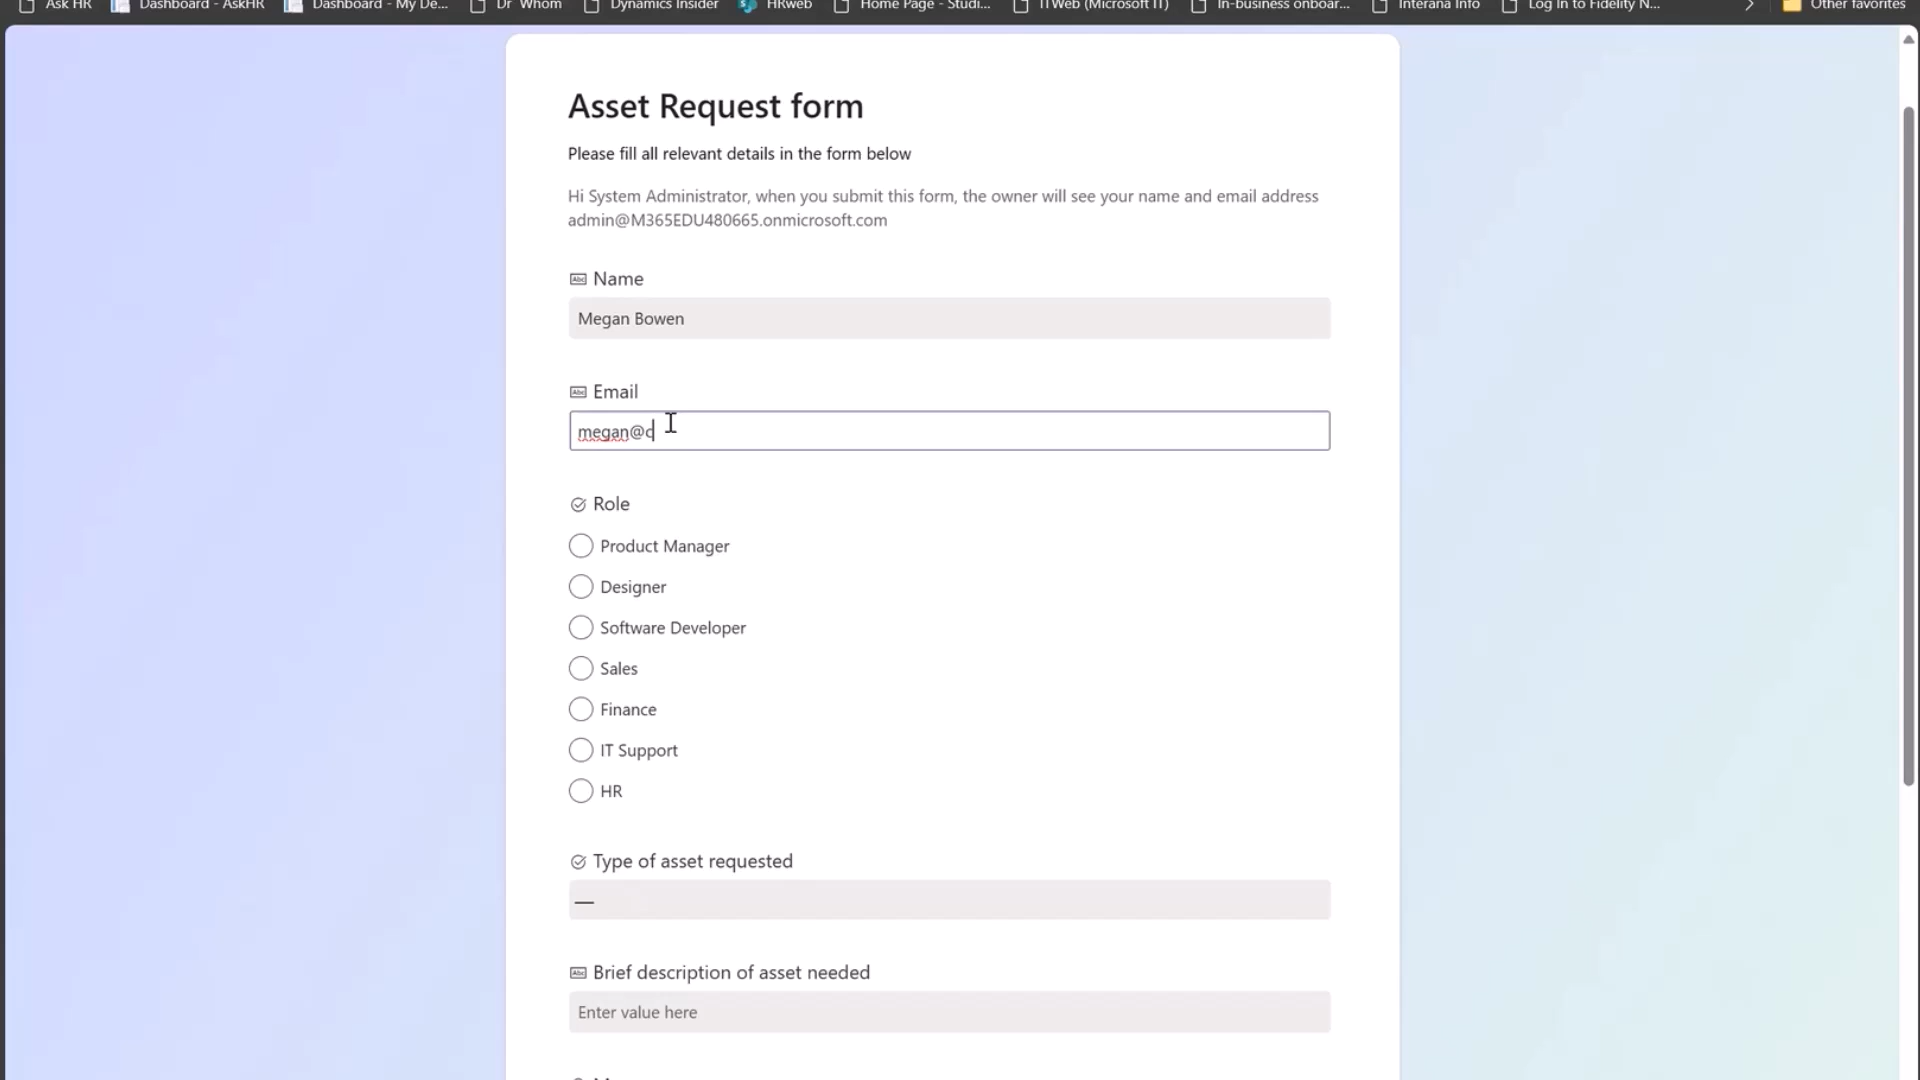 Ask HR Dashboard - AskHR Dashboard - My De... Dr Whom Dynamics Insider HRweb Home Page - Studi... ITWeb (Microsoft IT) In-business onboar... Interana Info Log In to Fidelity N... Other favorites
Asset Request form
Please fill all relevant details in the form below
Hi System Administrator, when you submit this form, the owner will see your name and email address
admin@M365EDU480665.onmicrosoft.com
Abc Name
Megan Bowen
Abc Email
megan@c
Role
Product Manager
Designer
Software Developer
Sales
Finance
IT Support
HR
Type of asset requested
—
Abc Brief description of asset needed
Enter value here